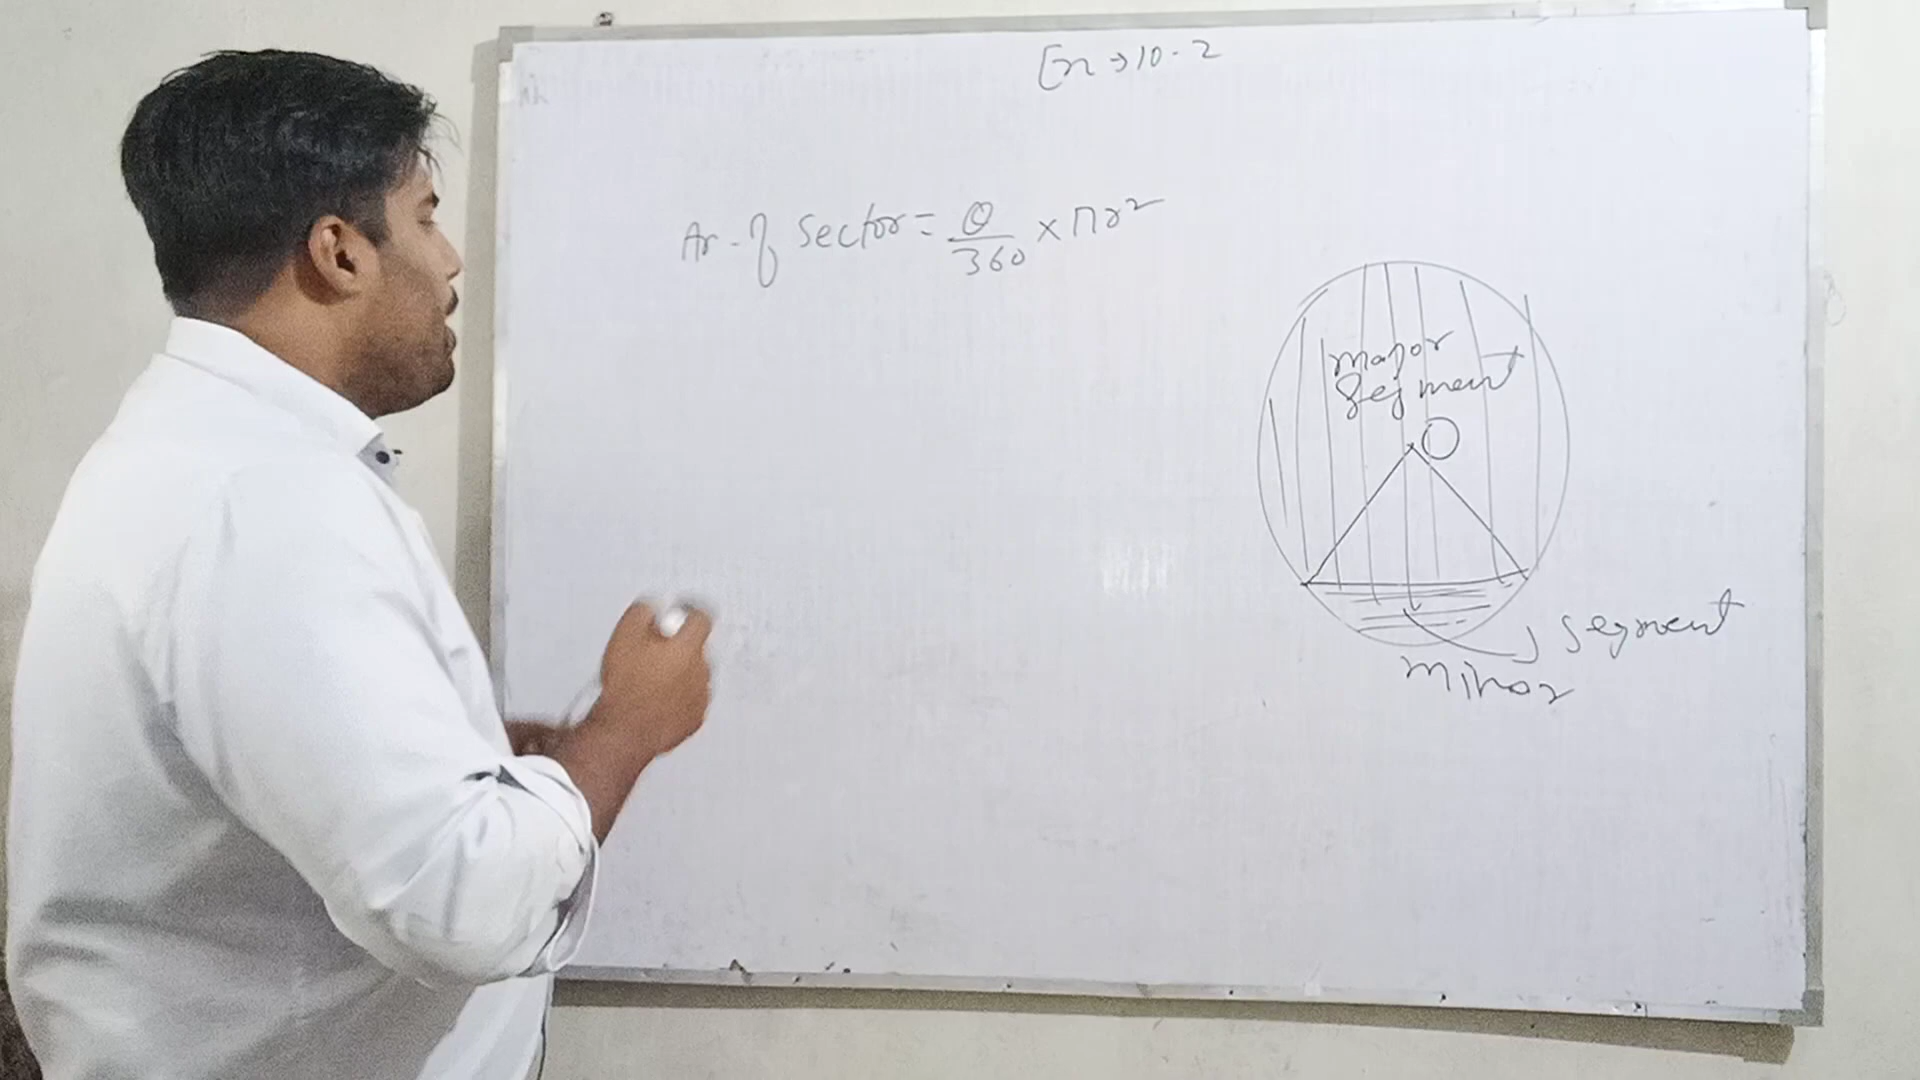 Ex → 10.2
Ar. of Sector = θ/360 × πr²
major
Segment
O
Segment
minor